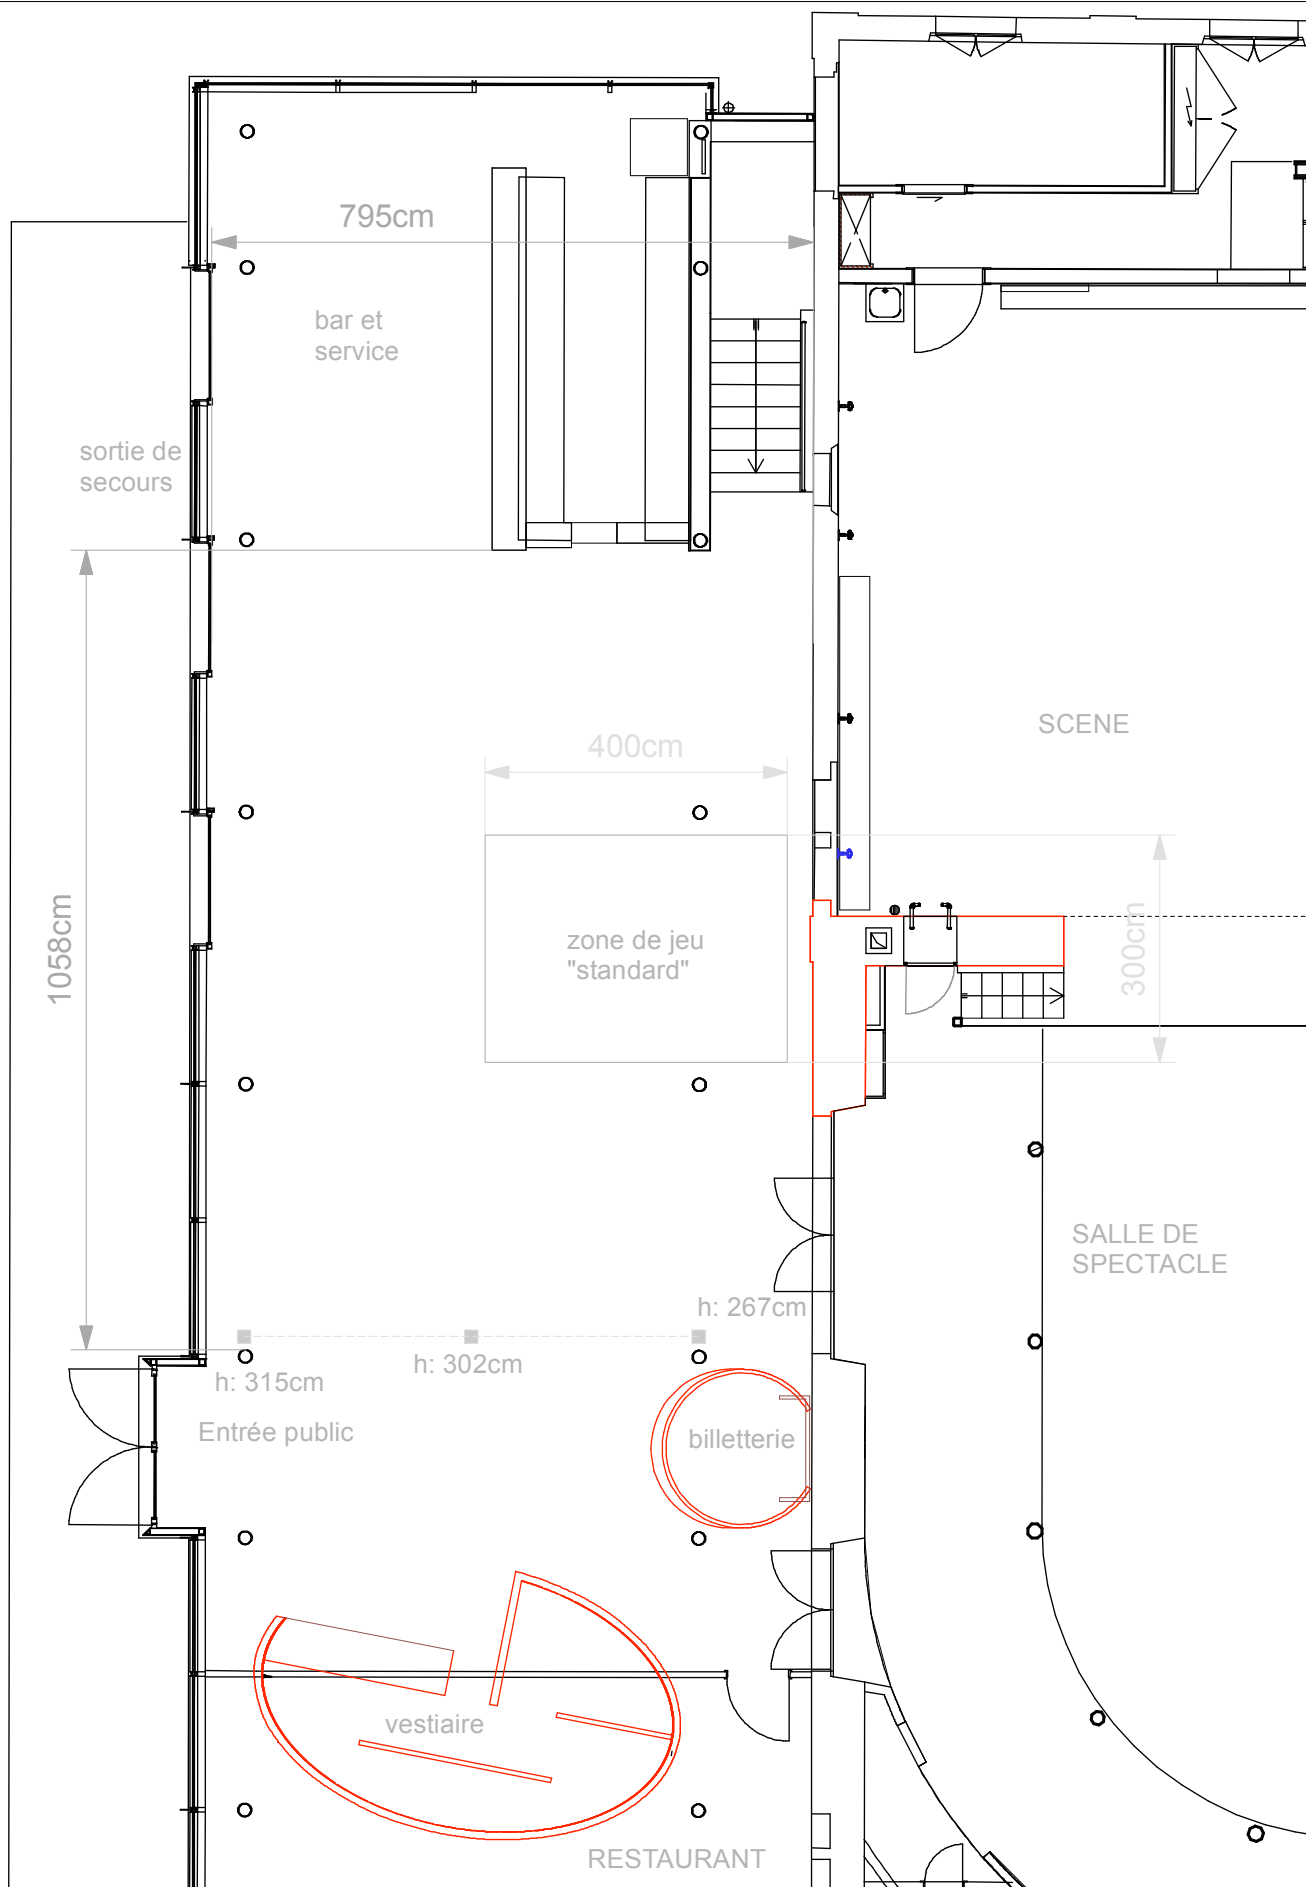 795cm
bar et
service
sortie de
secours
SCENE
400cm
1058cm
zone de jeu
"standard"
300cm
SALLE DE
SPECTACLE
h: 267cm
h: 302cm
h: 315cm
Entrée public
billetterie
vestiaire
RESTAURANT